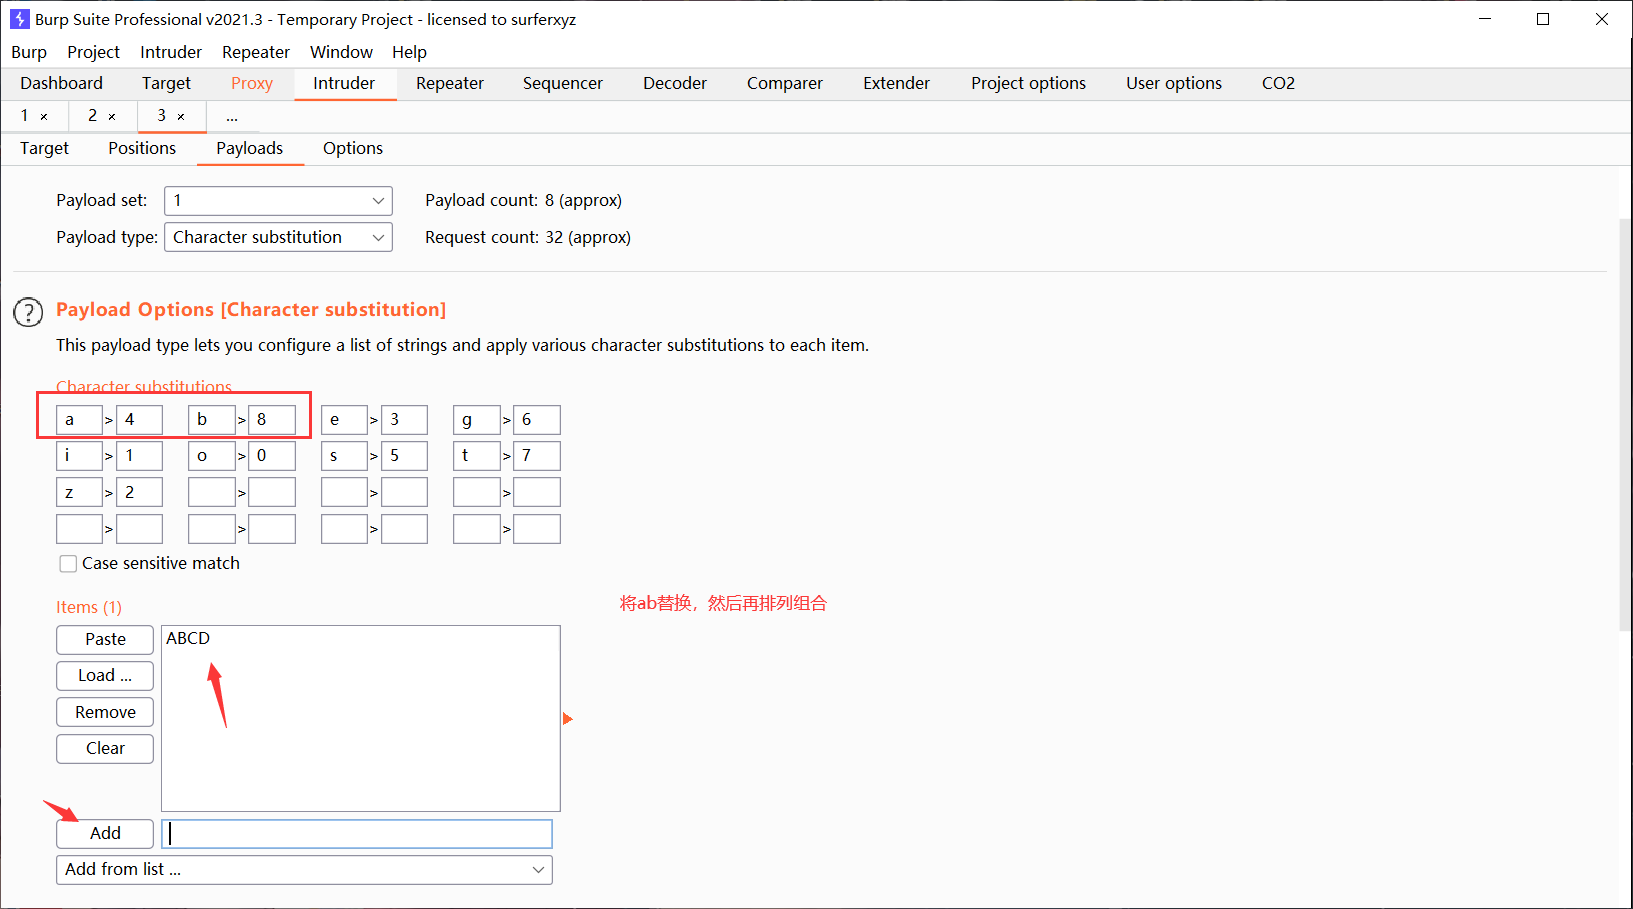 Burp Suite Professional v2021.3 - Temporary Project - licensed to surferxyz
Burp Project Intruder Repeater Window Help
Dashboard Target Proxy Intruder Repeater Sequencer Decoder Comparer Extender Project options User options CO2
1 × 2 × 3 × ...
Target Positions Payloads Options
Payload set: 1 Payload count: 8 (approx)
Payload type: Character substitution Request count: 32 (approx)
? Payload Options [Character substitution]
This payload type lets you configure a list of strings and apply various character substitutions to each item.
Character substitutions
a > 4 b > 8 e > 3 g > 6
i > 1 o > 0 s > 5 t > 7
z > 2 > > >
> > > >
Case sensitive match
将ab替换，然后再排列组合
Items (1)
Paste ABCD
Load ...
Remove
Clear
Add
Add from list ...